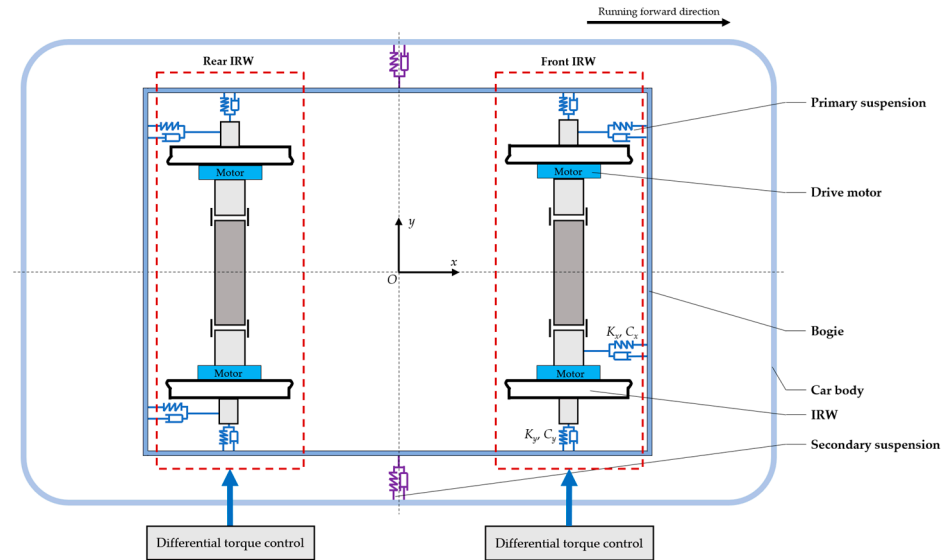 Running forward direction
Rear IRW
Front IRW
Primary suspension
Motor
Motor
Drive motor
y
x
O
Kx, Cx
Bogie
Motor
Motor
Car body
IRW
Ky, Cy
Secondary suspension
Differential torque control
Differential torque control